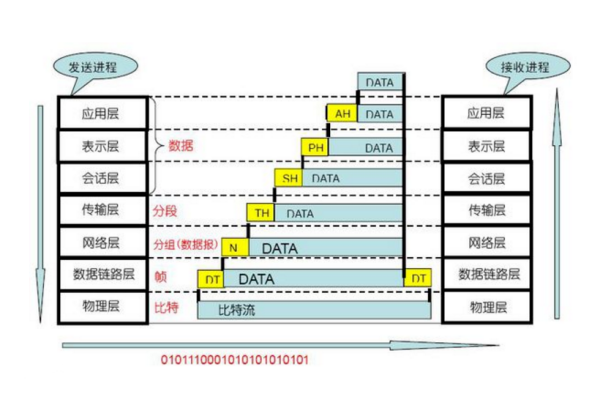 发送进程
接收进程
DATA
应用层
AH
DATA
应用层
表示层
数据
PH
DATA
表示层
会话层
SH
DATA
会话层
传输层
分段
TH
DATA
传输层
网络层
分组(数据报)
N
DATA
网络层
数据链路层
帧
DT
DATA
DT
数据链路层
物理层
比特
比特流
物理层
0101110001010101010101